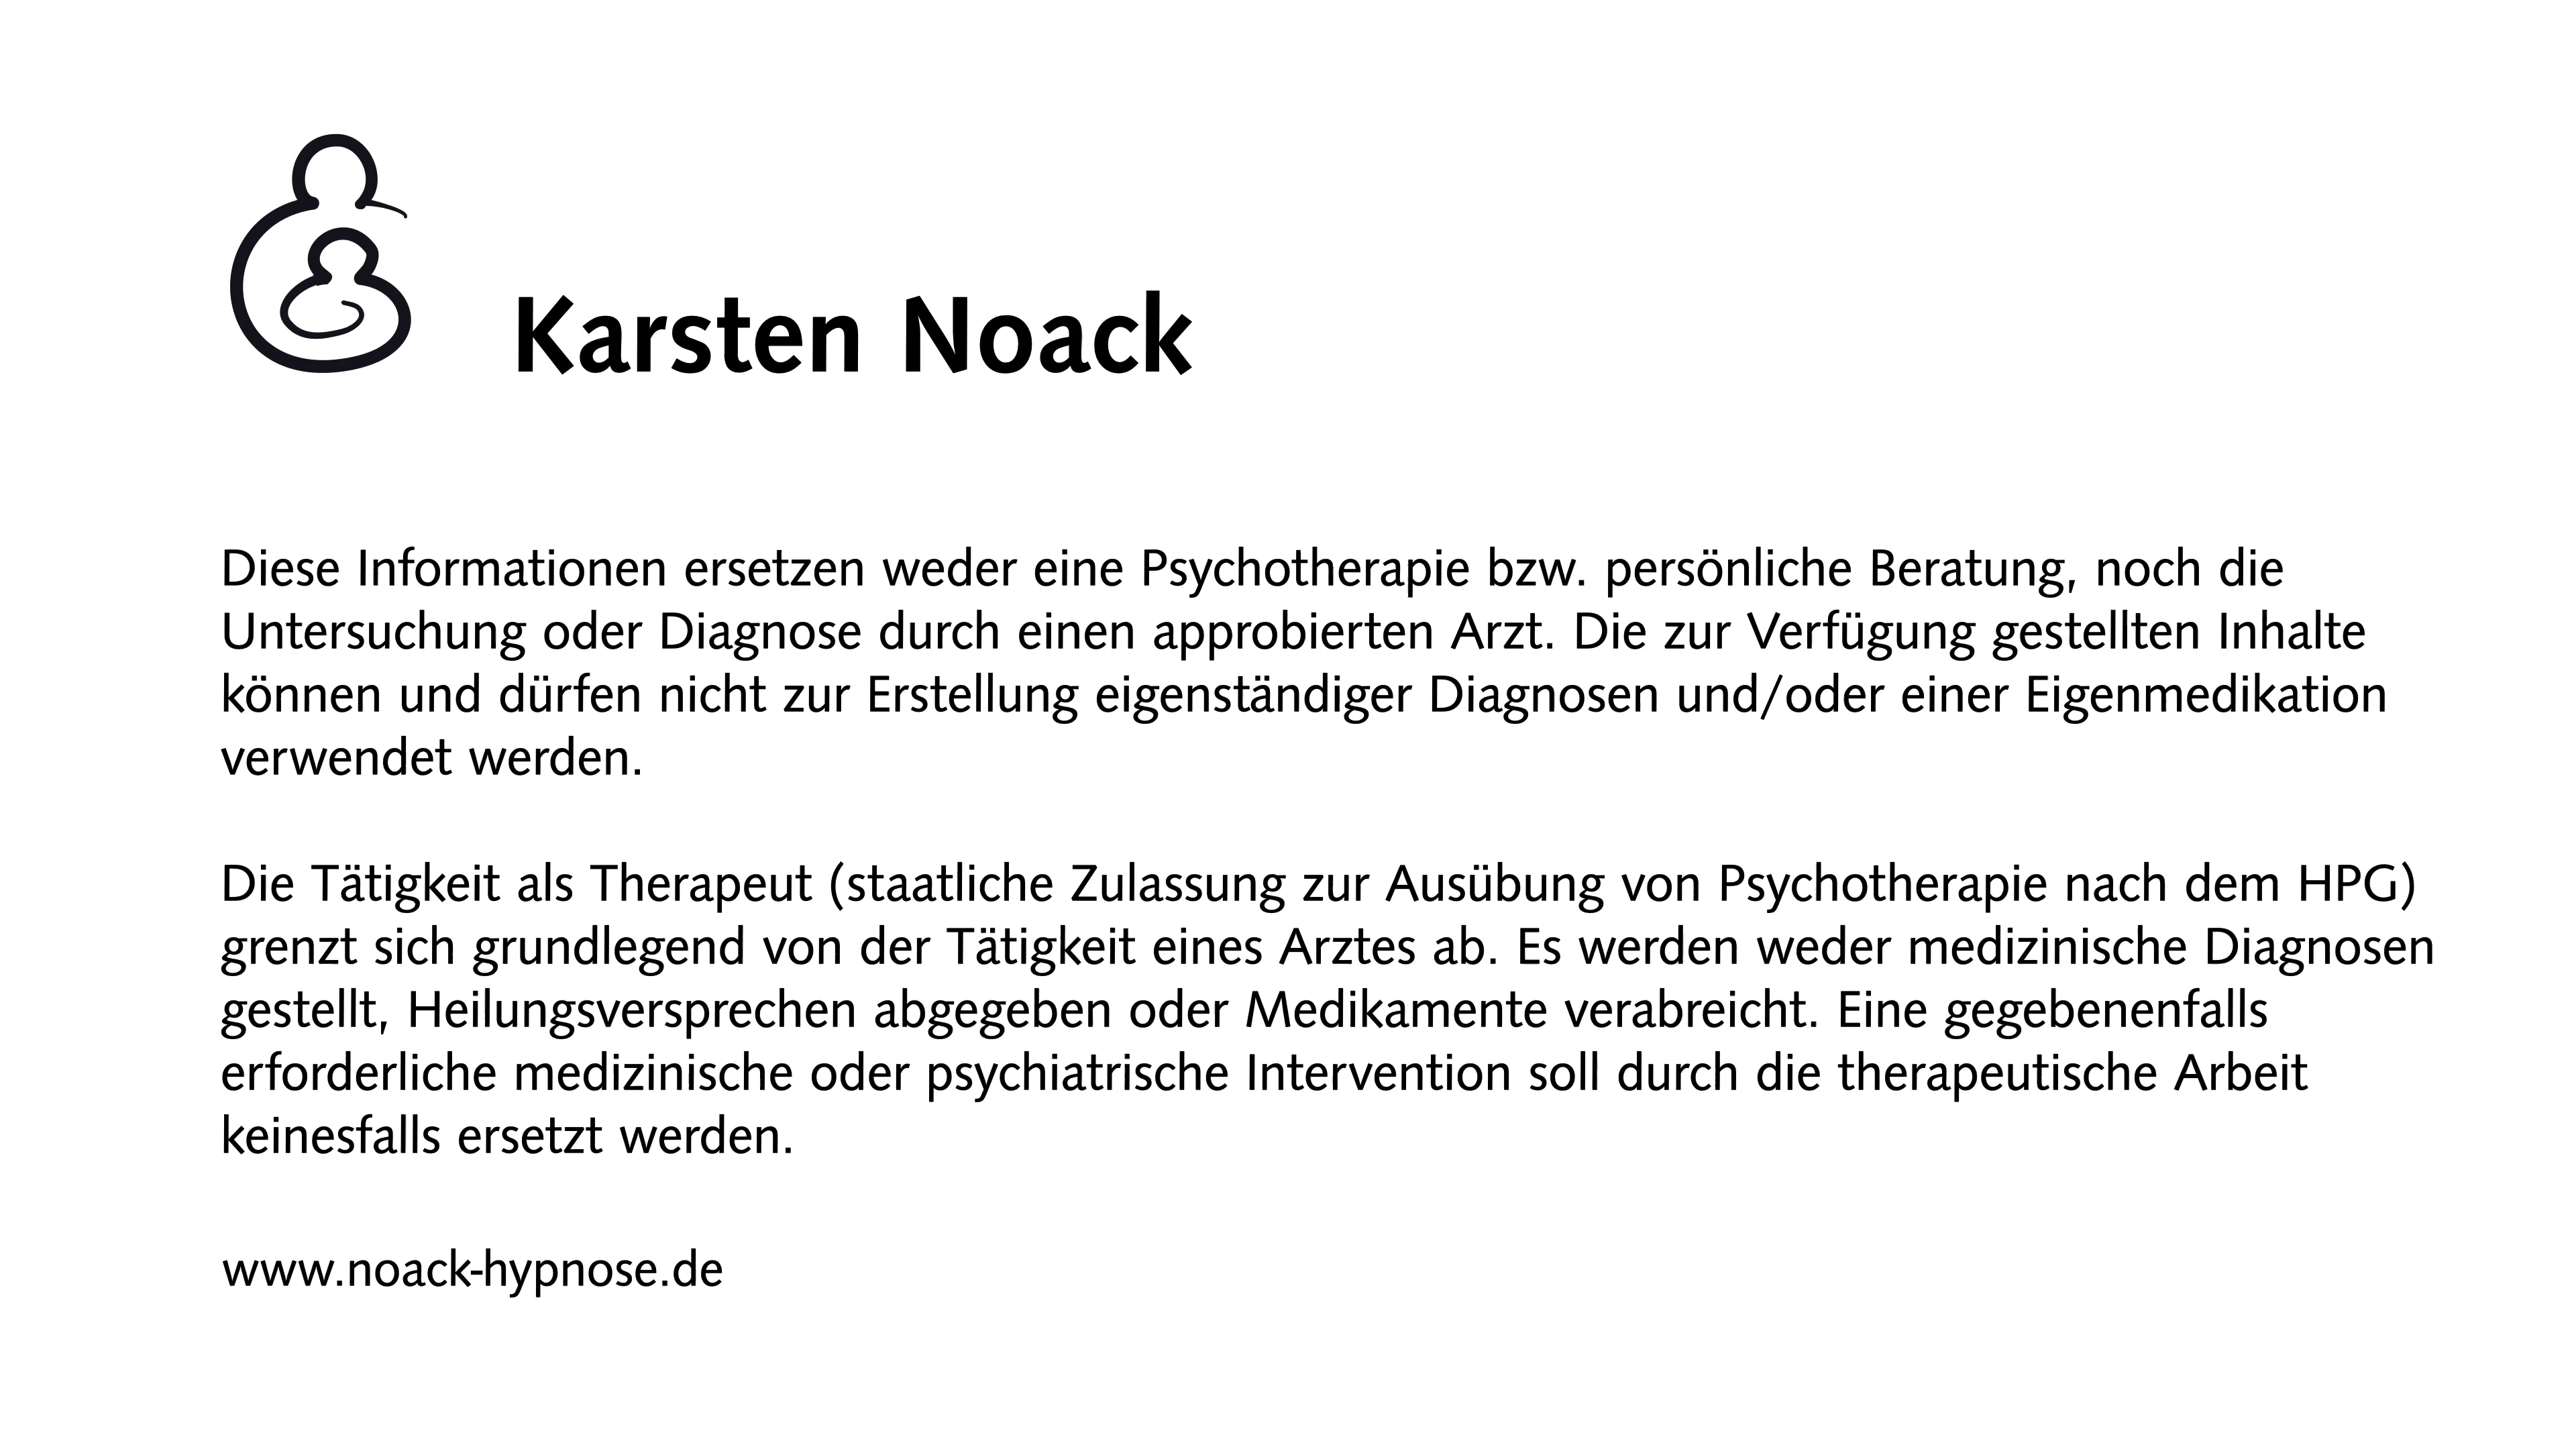 Karsten Noack
Diese Informationen ersetzen weder eine Psychotherapie bzw. persönliche Beratung, noch die
Untersuchung oder Diagnose durch einen approbierten Arzt. Die zur Verfügung gestellten Inhalte
können und dürfen nicht zur Erstellung eigenständiger Diagnosen und/oder einer Eigenmedikation
verwendet werden.
Die Tätigkeit als Therapeut (staatliche Zulassung zur Ausübung von Psychotherapie nach dem HPG)
grenzt sich grundlegend von der Tätigkeit eines Arztes ab. Es werden weder medizinische Diagnosen
gestellt, Heilungsversprechen abgegeben oder Medikamente verabreicht. Eine gegebenenfalls
erforderliche medizinische oder psychiatrische Intervention soll durch die therapeutische Arbeit
keinesfalls ersetzt werden.
www.noack-hypnose.de